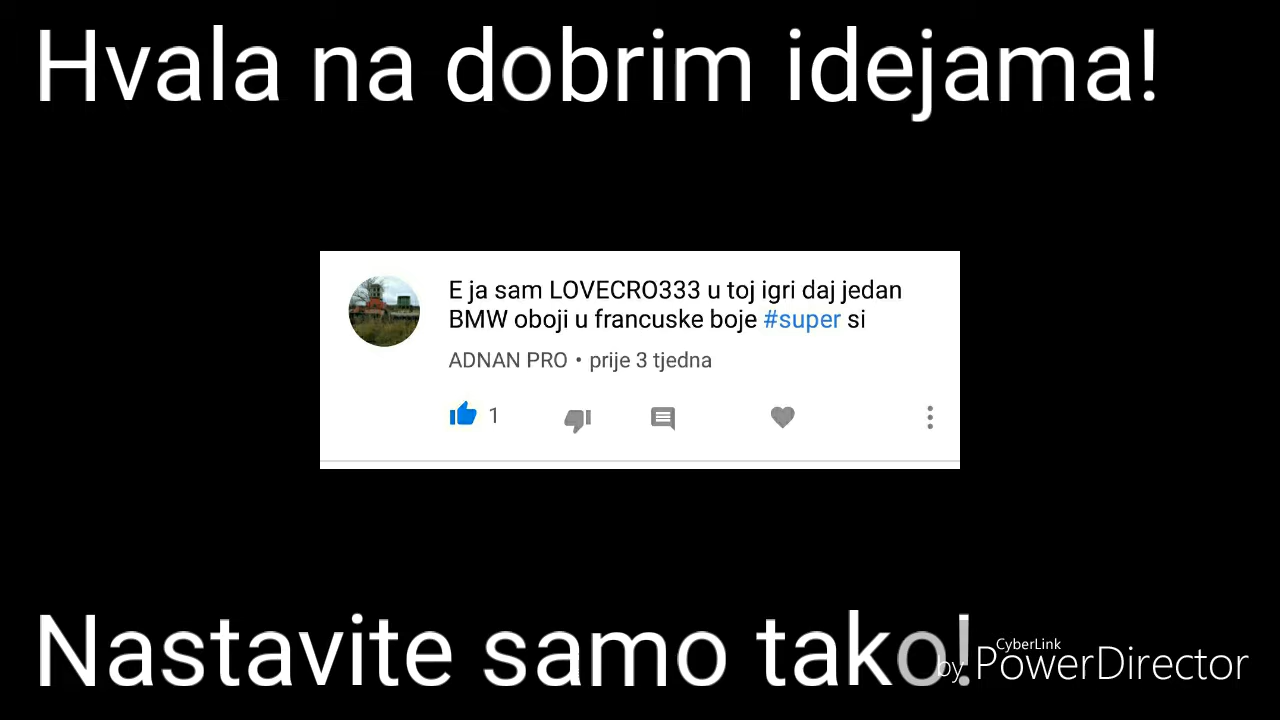 Hvala na dobrim idejama!
E ja sam LOVECRO333 u toj igri daj jedan
BMW oboji u francuske boje #super si
ADNAN PRO • prije 3 tjedna
1
Nastavite samo tako!
by CyberLink PowerDirector